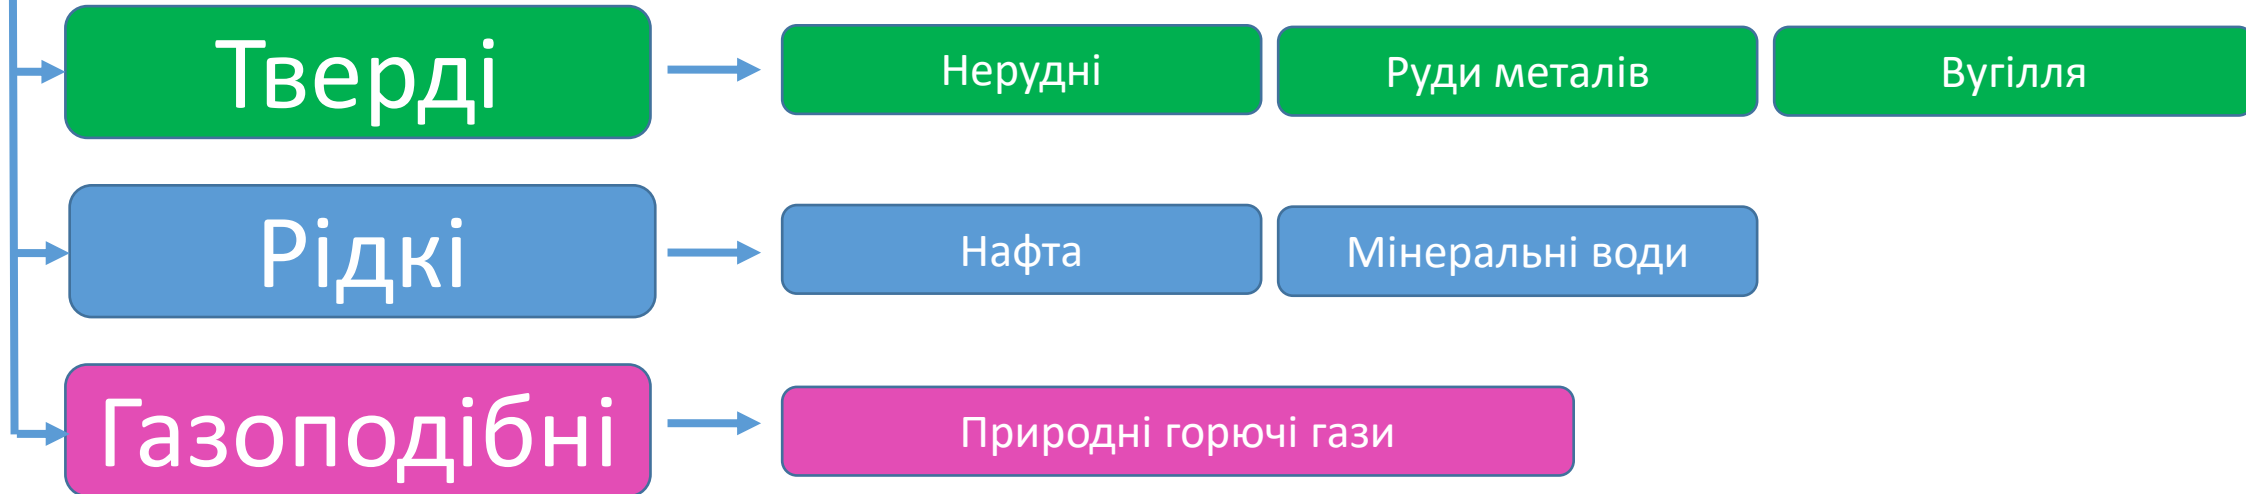 Тверді
Нерудні
Руди металів
Вугілля
Рідкі
Нафта
Мінеральні води
Газоподібні
Природні горючі гази